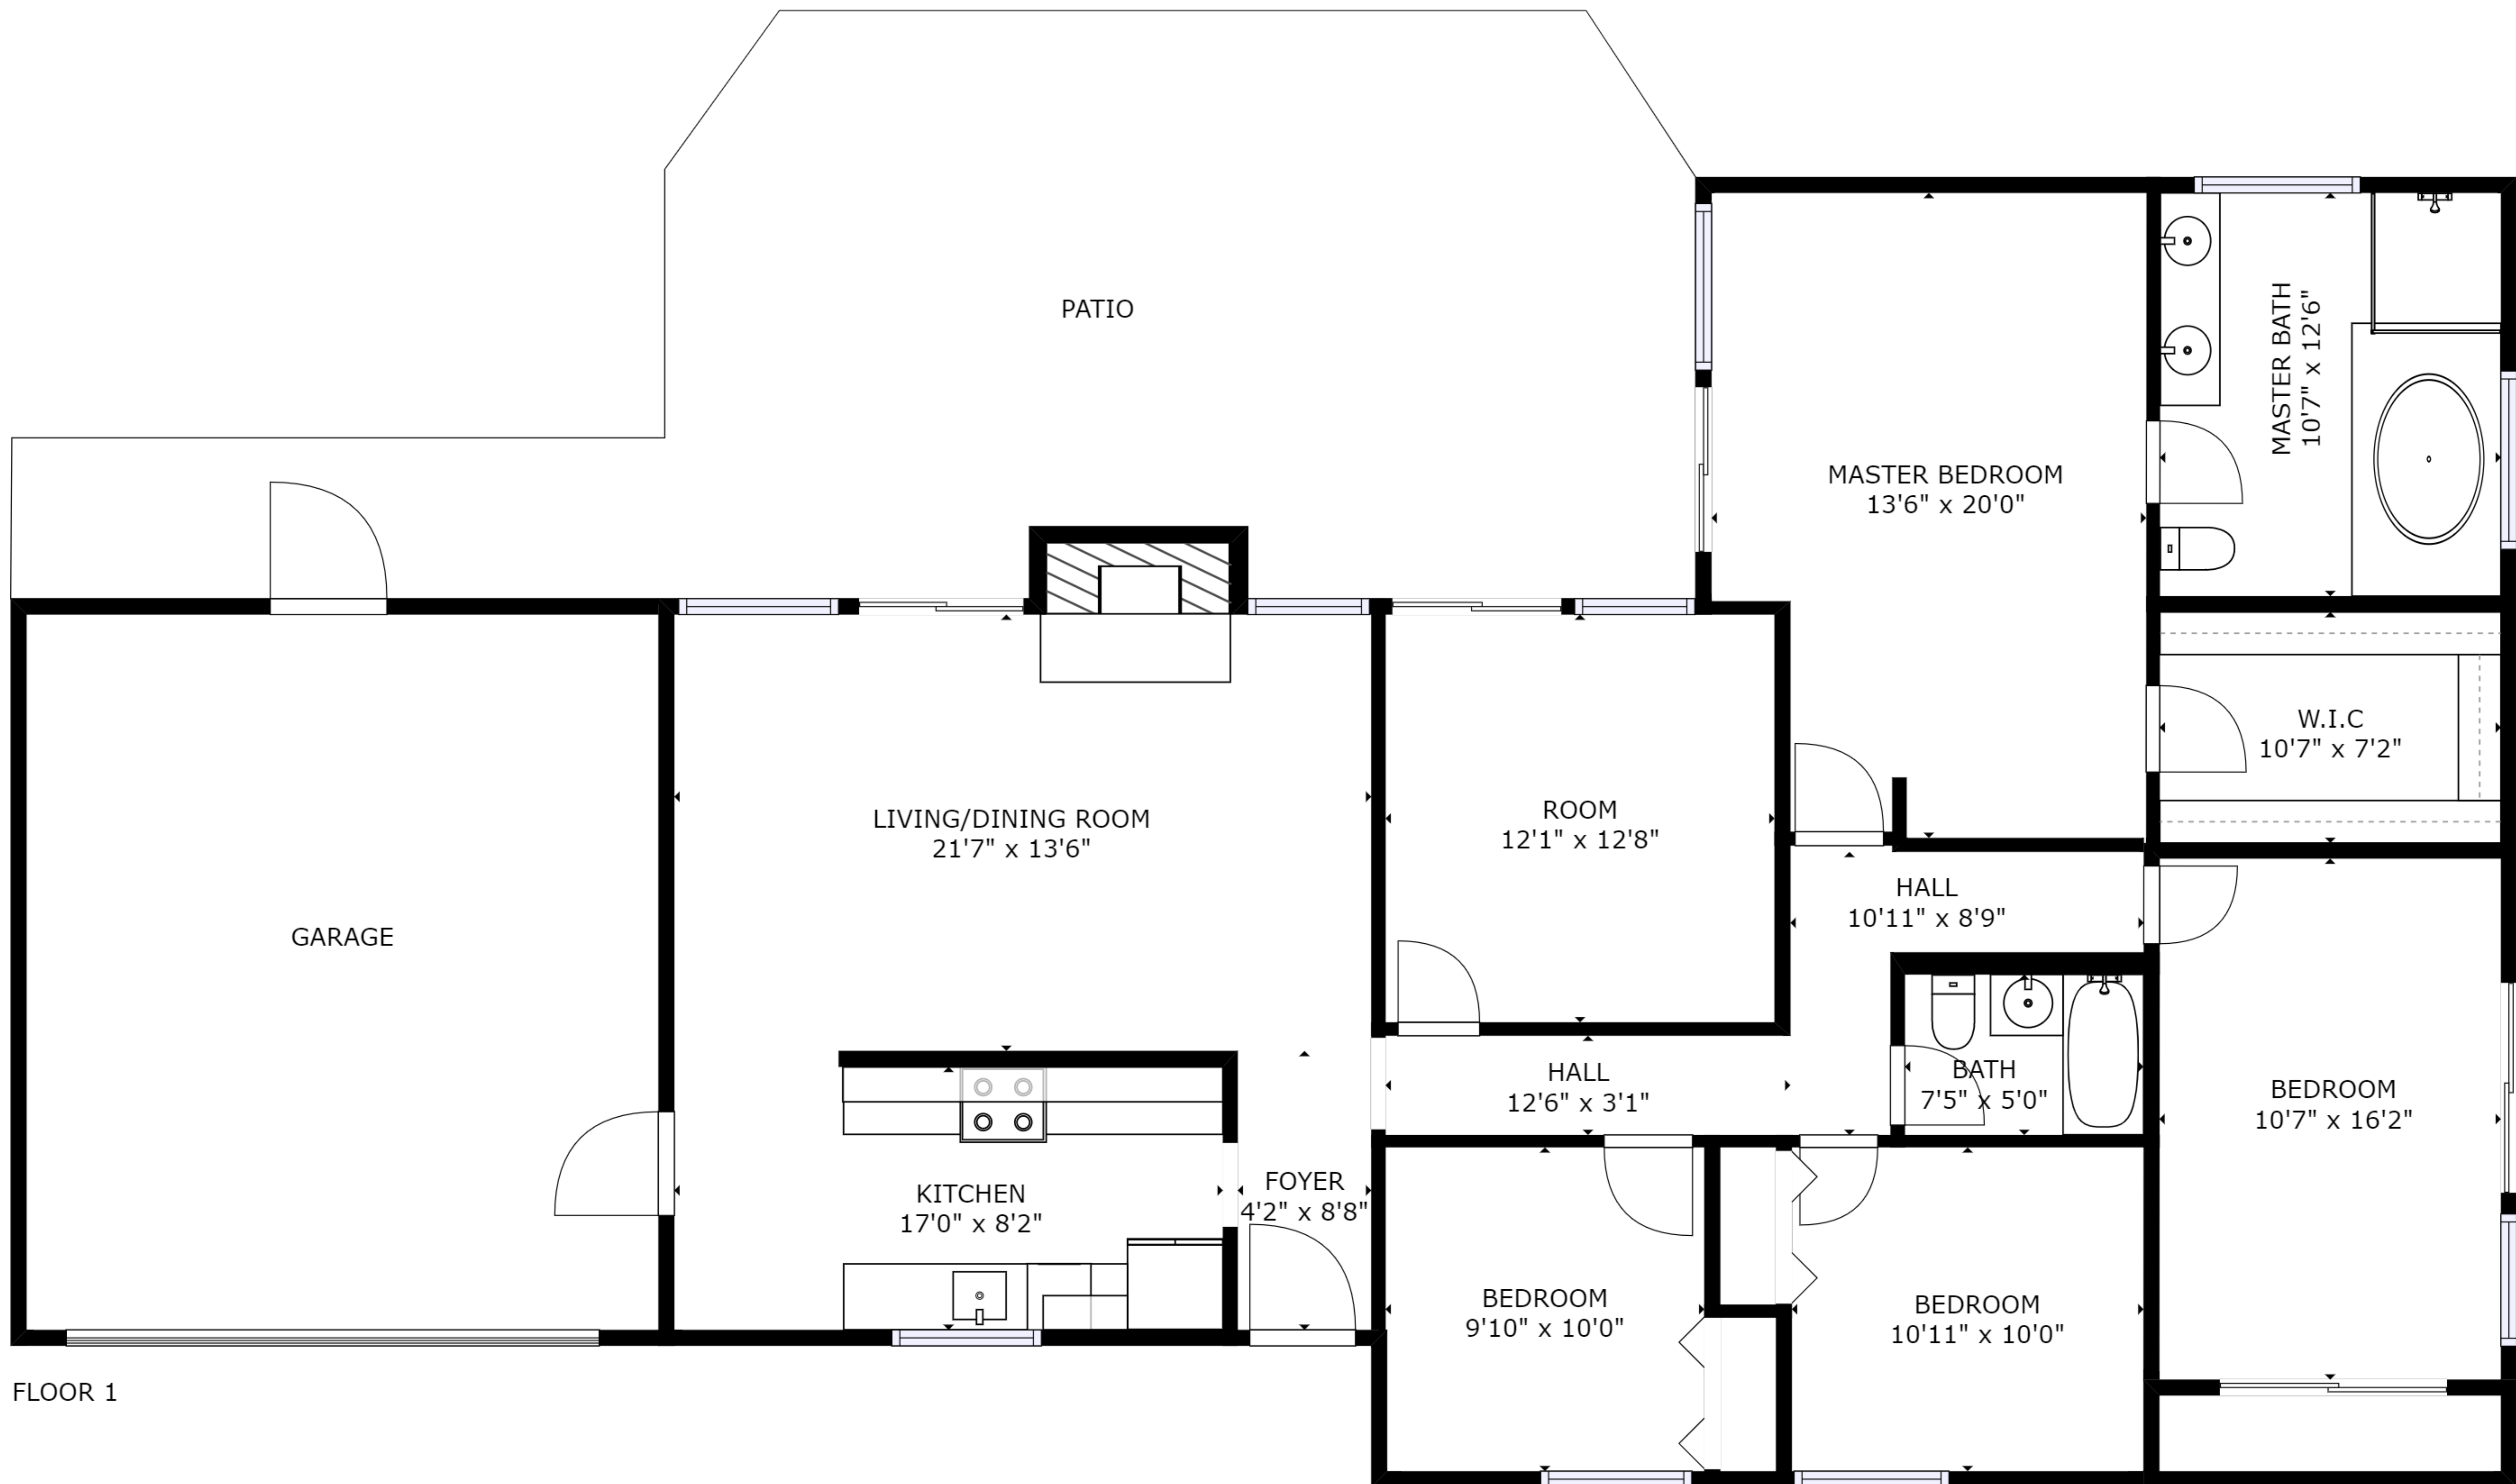 PATIO
MASTER BATH
10'7" x 12'6"
MASTER BEDROOM
13'6" x 20'0"
W.I.C
10'7" x 7'2"
LIVING/DINING ROOM
21'7" x 13'6"
ROOM
12'1" x 12'8"
HALL
10'11" x 8'9"
GARAGE
HALL
12'6" x 3'1"
BATH
7'5" x 5'0"
BEDROOM
10'7" x 16'2"
KITCHEN
17'0" x 8'2"
FOYER
4'2" x 8'8"
BEDROOM
9'10" x 10'0"
BEDROOM
10'11" x 10'0"
FLOOR 1